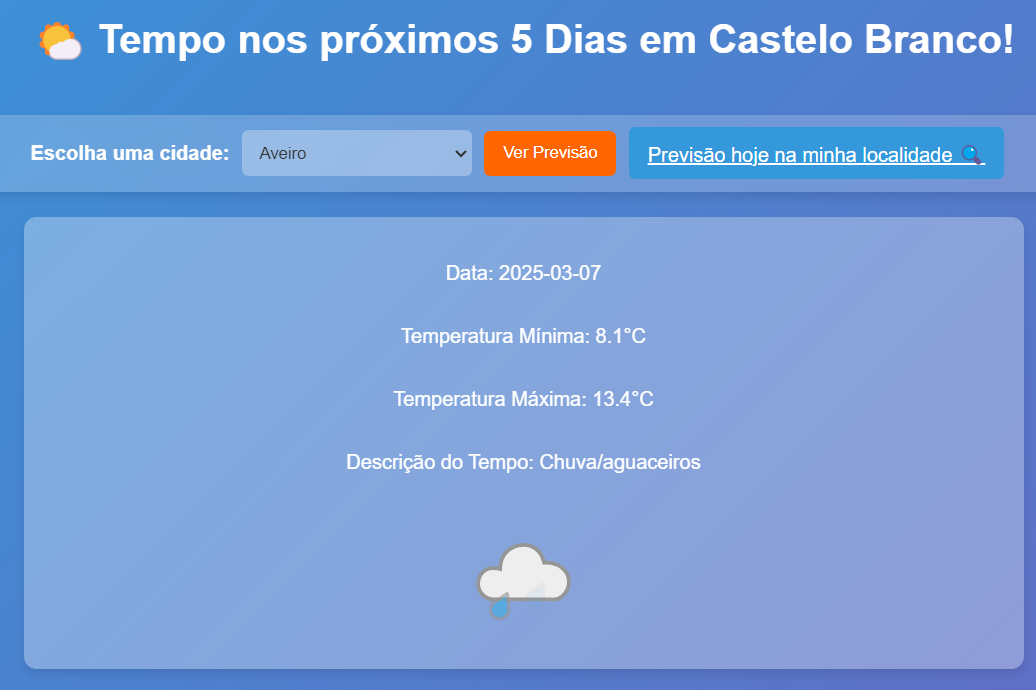 Tempo nos próximos 5 Dias em Castelo Branco!
Escolha uma cidade: Aveiro Ver Previsão Previsão hoje na minha localidade
Data: 2025-03-07
Temperatura Mínima: 8.1°C
Temperatura Máxima: 13.4°C
Descrição do Tempo: Chuva/aguaceiros